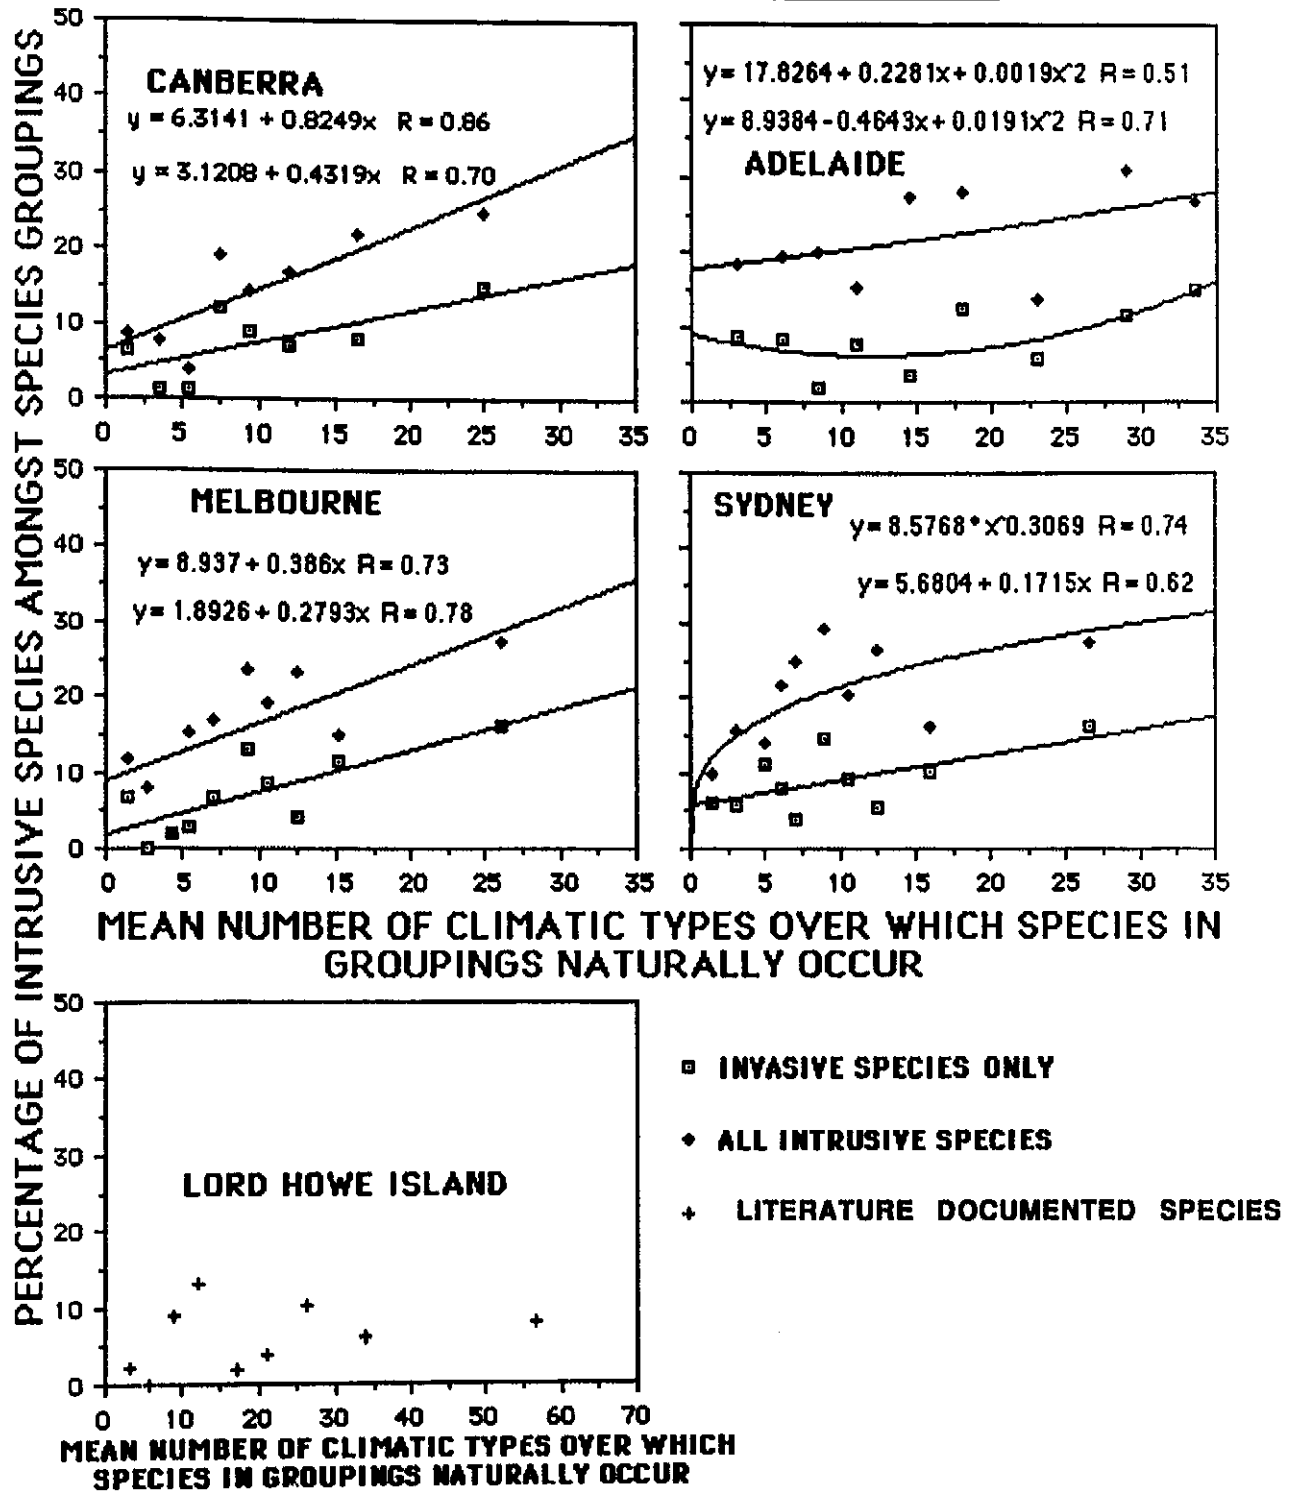 PERCENTAGE OF INTRUSIVE SPECIES AMONGST SPECIES GROUPINGS
50
40
30
20
10
0
CANBERRA
y = 6.3141 + 0.8249x R = 0.86
y = 3.1208 + 0.4319x R = 0.70
0 5 10 15 20 25 30 35
y= 17.8264 + 0.2281x + 0.0019x^2 R = 0.51
y= 8.9384 - 0.4643x + 0.0191x^2 R = 0.71
ADELAIDE
0 5 10 15 20 25 30 35
50
40
30
20
10
0
MELBOURNE
y= 8.937 + 0.386x R = 0.73
y= 1.8926 + 0.2793x R = 0.78
0 5 10 15 20 25 30 35
SYDNEY
y= 8.5768 * x^0.3069 R = 0.74
y= 5.6804 + 0.1715x R = 0.62
0 5 10 15 20 25 30 35
MEAN NUMBER OF CLIMATIC TYPES OVER WHICH SPECIES IN
GROUPINGS NATURALLY OCCUR
50
40
30
20
10
0
LORD HOWE ISLAND
0 10 20 30 40 50 60 70
MEAN NUMBER OF CLIMATIC TYPES OVER WHICH
SPECIES IN GROUPINGS NATURALLY OCCUR
INVASIVE SPECIES ONLY
ALL INTRUSIVE SPECIES
LITERATURE DOCUMENTED SPECIES